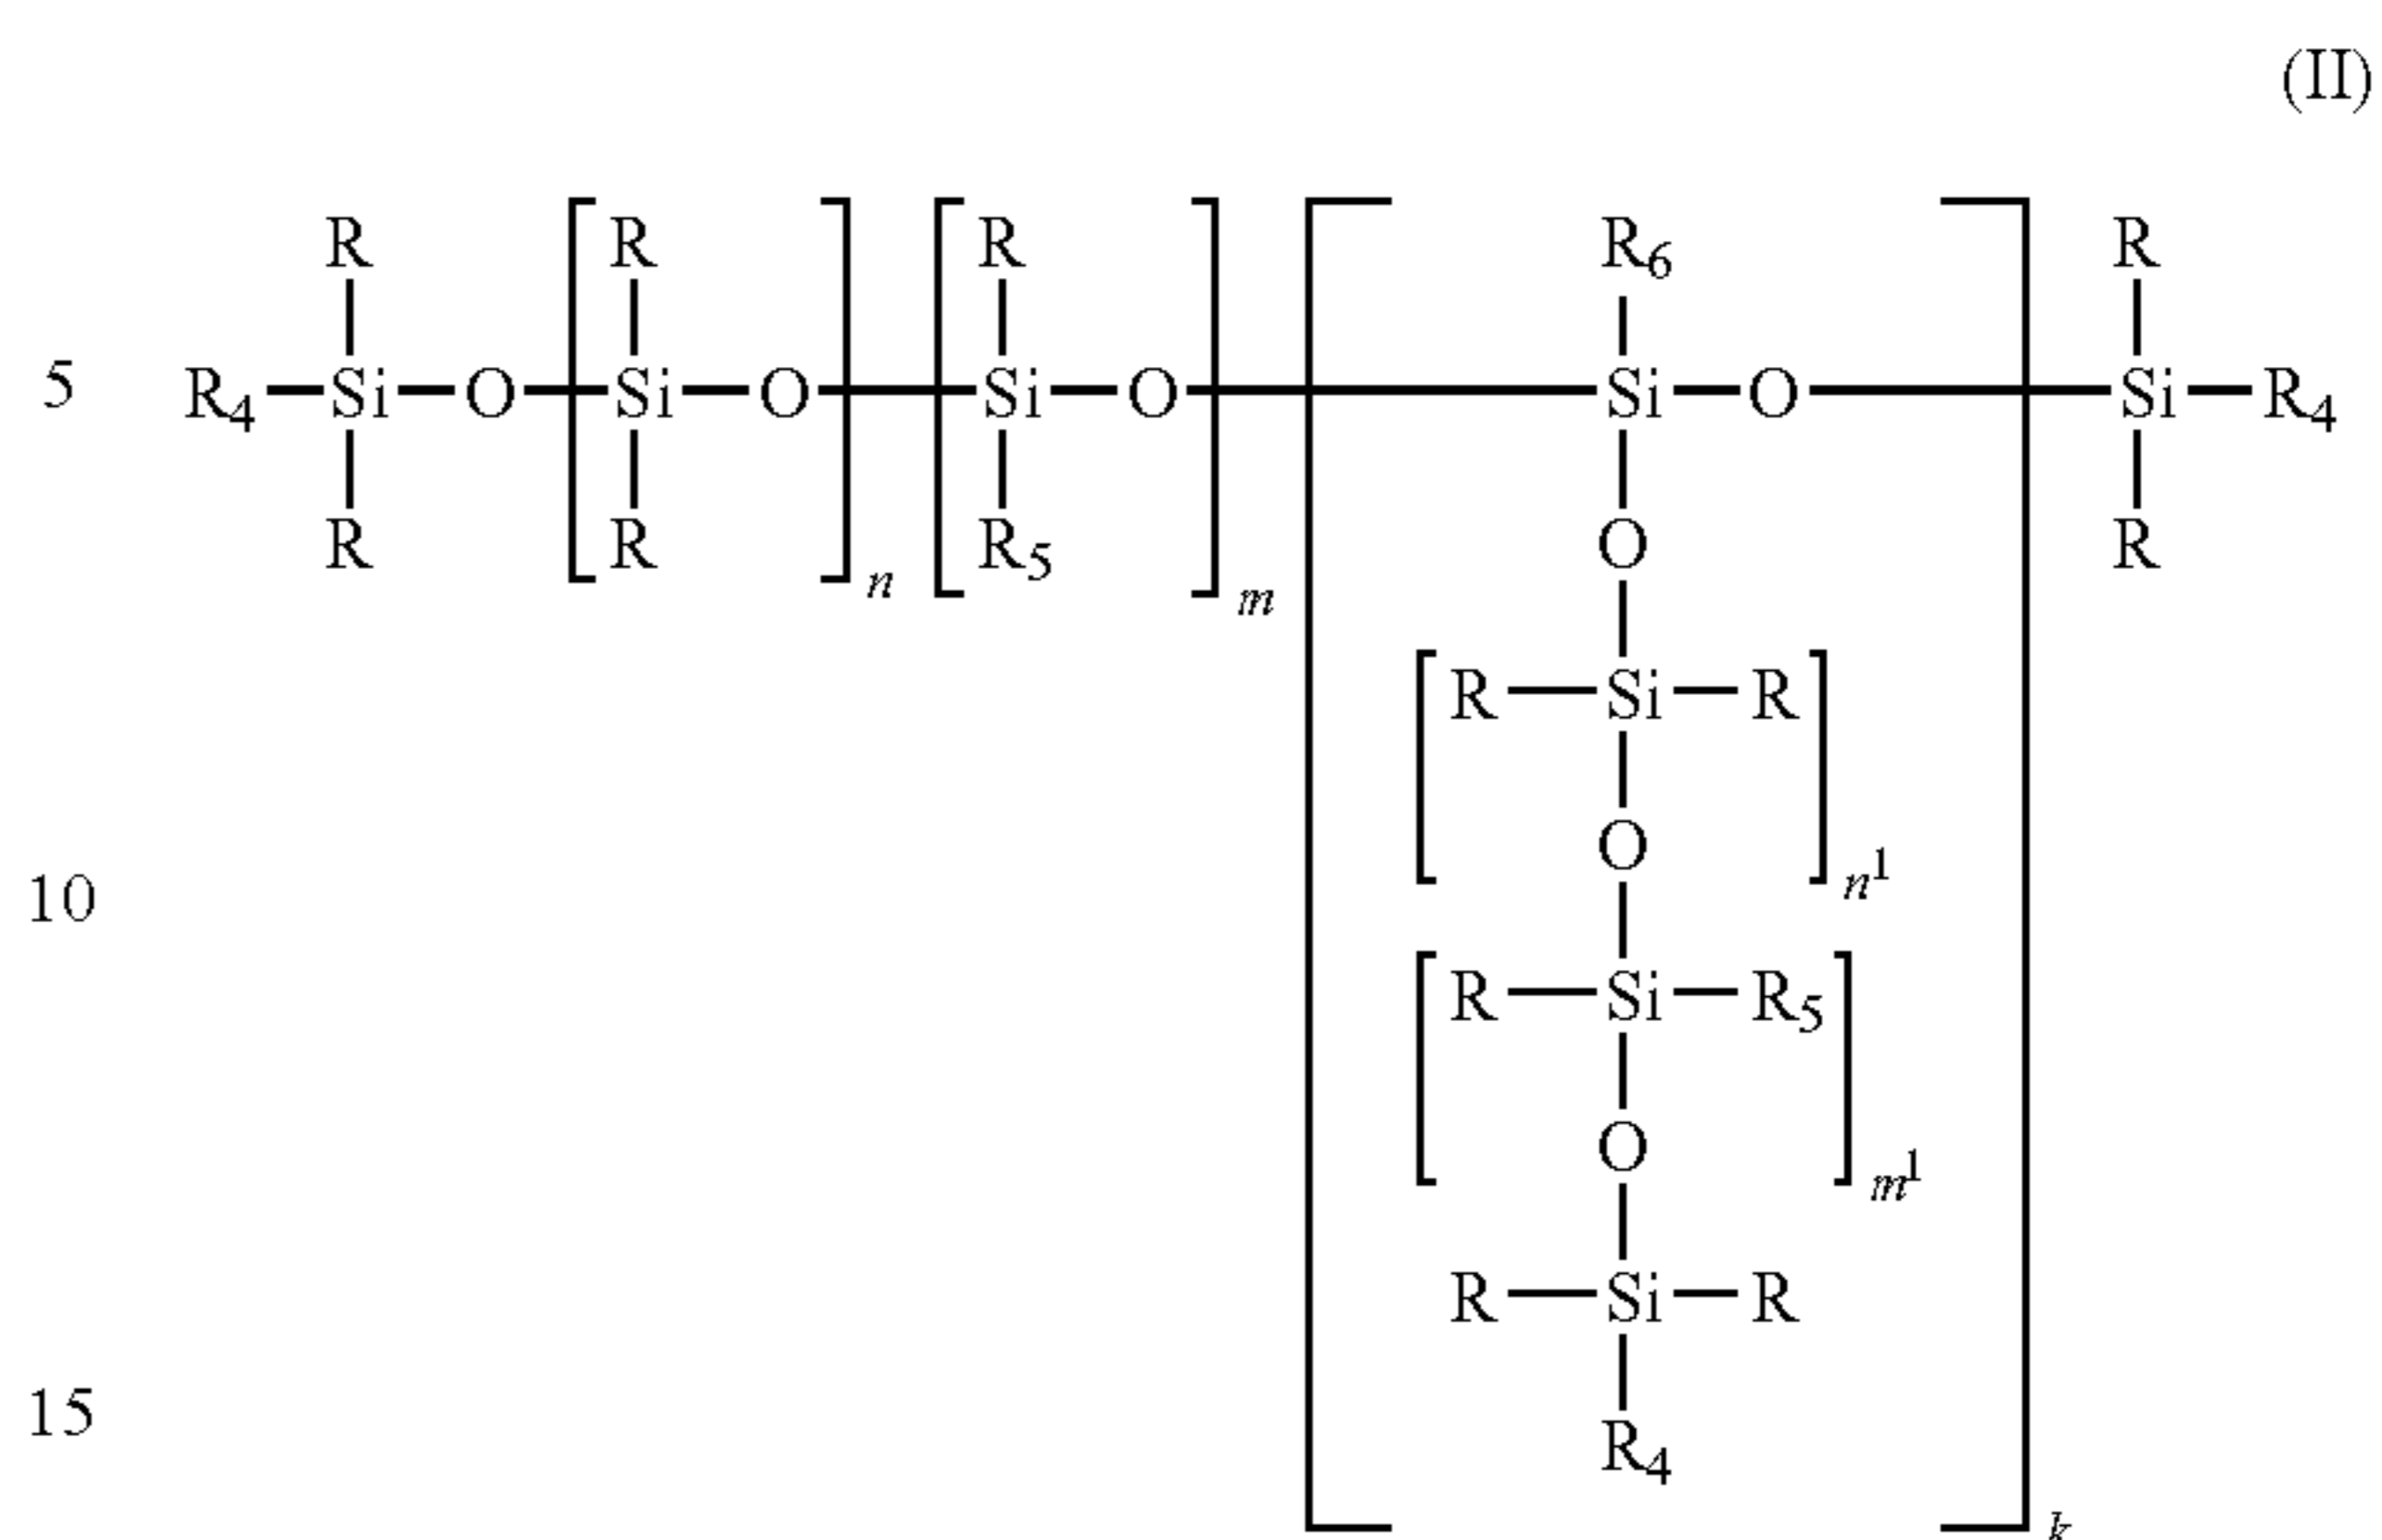 (II)
R R R R6 R
5 R4 Si O Si O Si O Si O Si R4
R R R5 O R
n m
R Si R
O
10 n1
R Si R5
O
m1
R Si R
15 R4
k